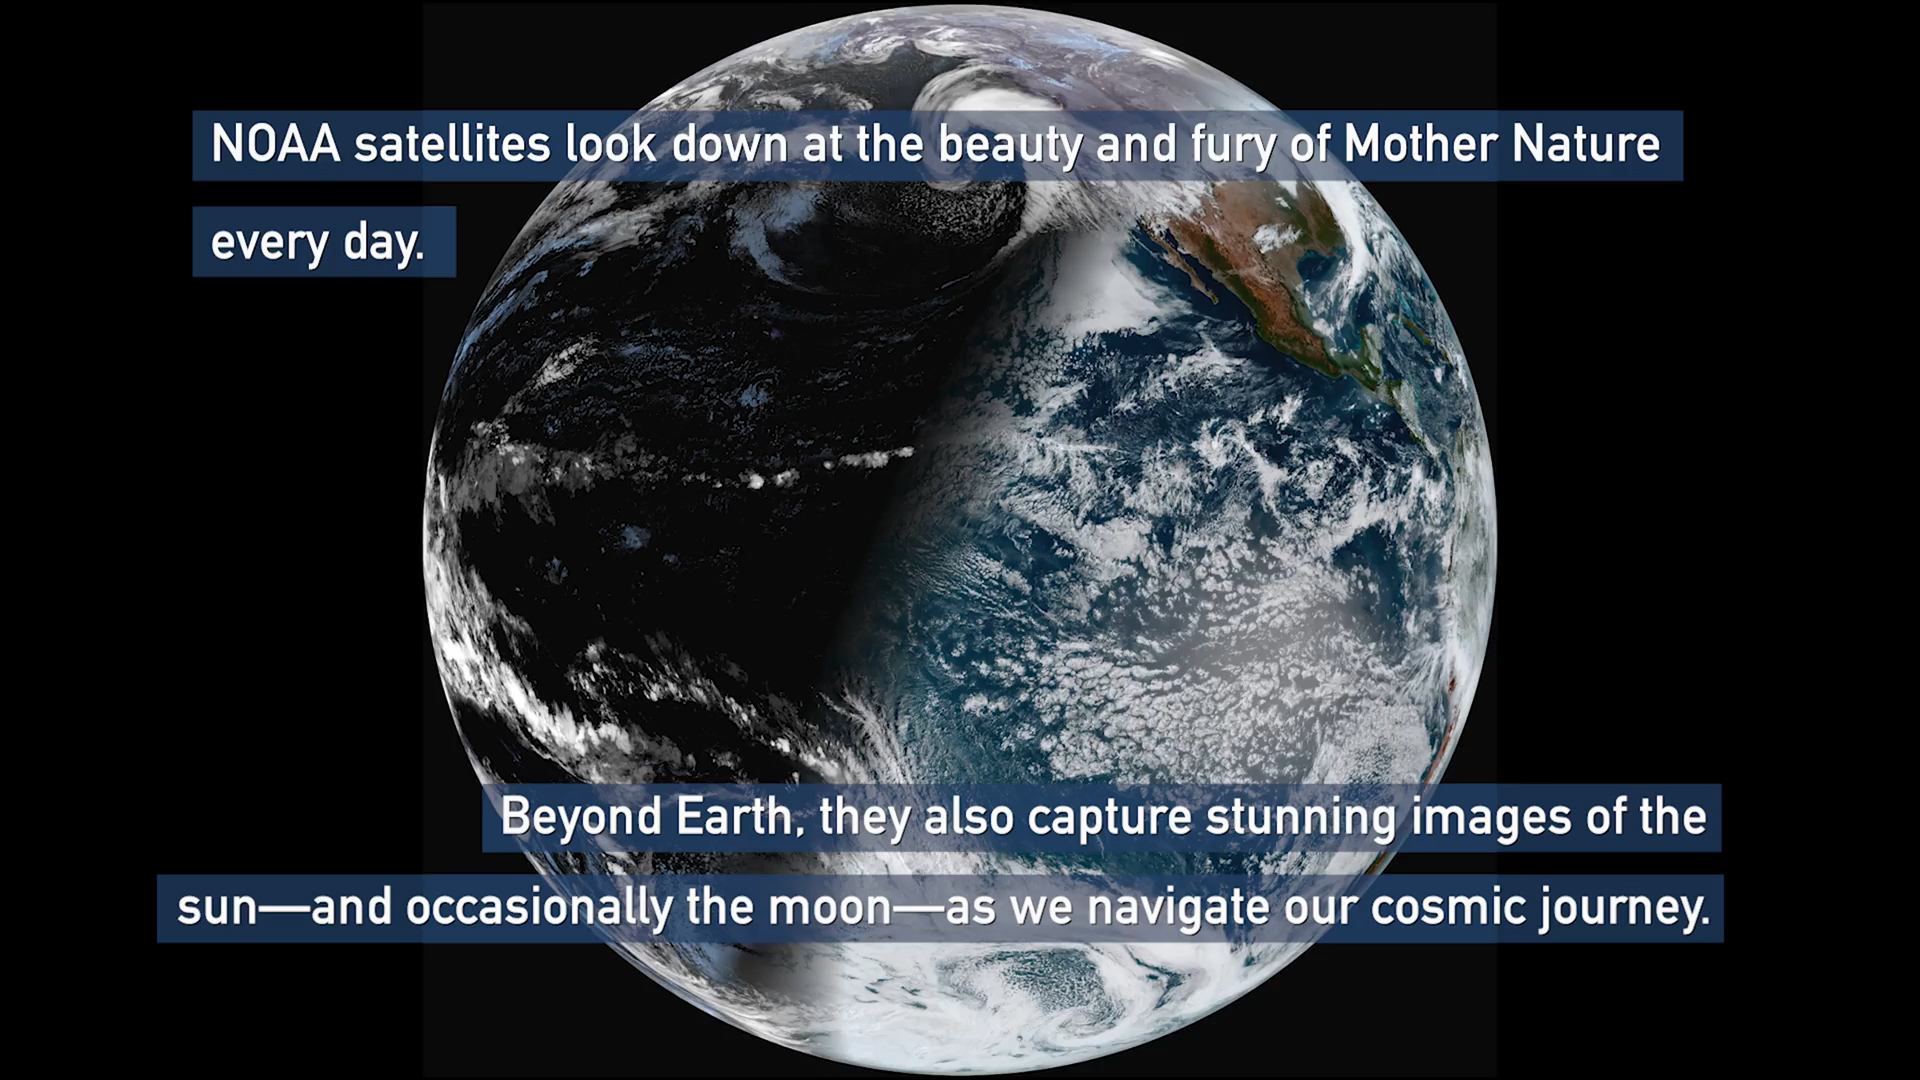 NOAA satellites look down at the beauty and fury of Mother Nature
every day.
Beyond Earth, they also capture stunning images of the
sun—and occasionally the moon—as we navigate our cosmic journey.